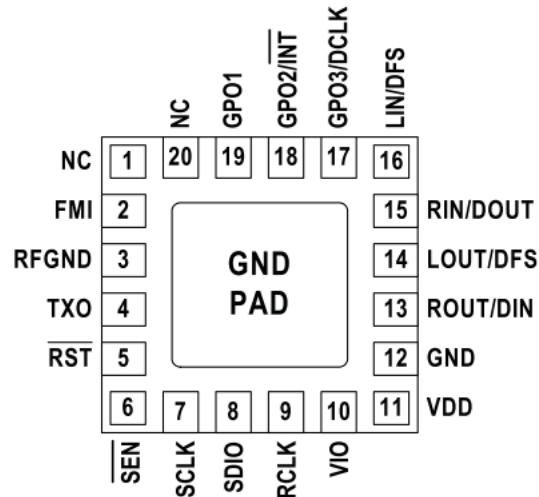 NC
GPO1
GPO2/INT
GPO3/DCLK
LIN/DFS
20
19
18
17
16
NC 1
FMI 2
RFGND 3
TXO 4
RST 5
6
GND
PAD
15 RIN/DOUT
14 LOUT/DFS
13 ROUT/DIN
12 GND
11 VDD
7
8
9
10
SEN
SCLK
SDIO
RCLK
VIO